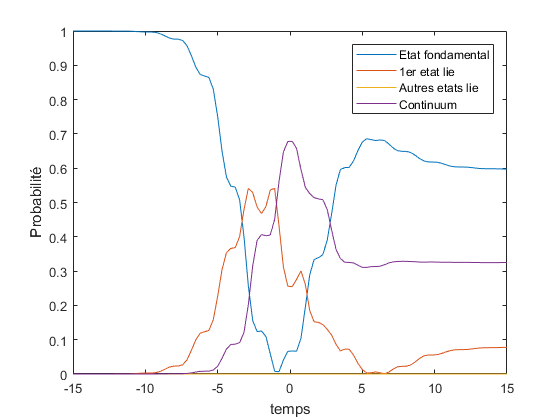 1
0.9
0.8
0.7
0.6
0.5
0.4
0.3
0.2
0.1
0
Probabilité
Etat fondamental
1er etat lie
Autres etats lie
Continuum
-15 -10 -5 0 5 10 15
temps